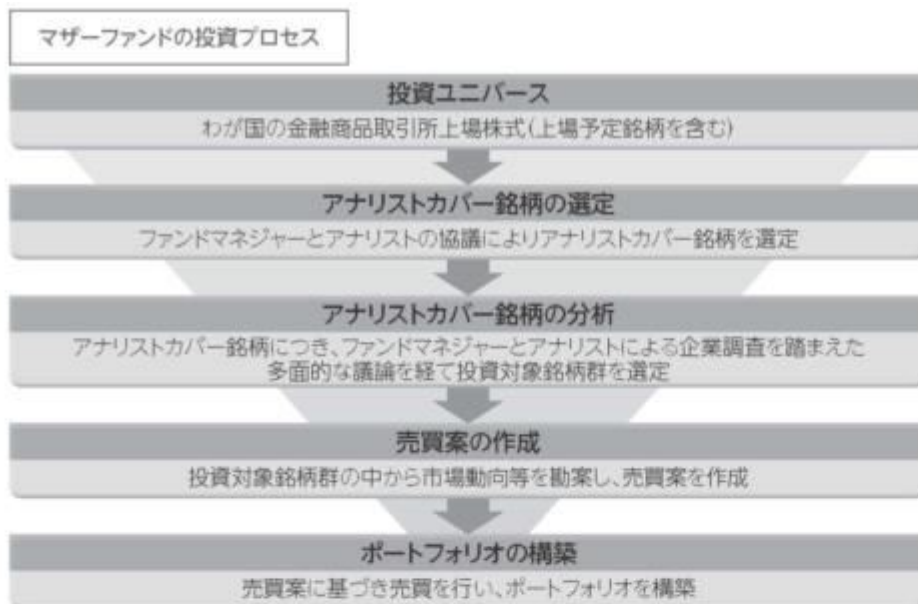 マザーファンドの投資プロセス
投資ユニバース
わが国の金融商品取引所上場株式(上場予定銘柄を含む)
アナリストカバー銘柄の選定
ファンドマネジャーとアナリストの協議によりアナリストカバー銘柄を選定
アナリストカバー銘柄の分析
アナリストカバー銘柄につき、ファンドマネジャーとアナリストによる企業調査を踏まえた
多面的な議論を経て投資対象銘柄群を選定
売買案の作成
投資対象銘柄群の中から市場動向等を勘案し、売買案を作成
ポートフォリオの構築
売買案に基づき売買を行い、ポートフォリオを構築